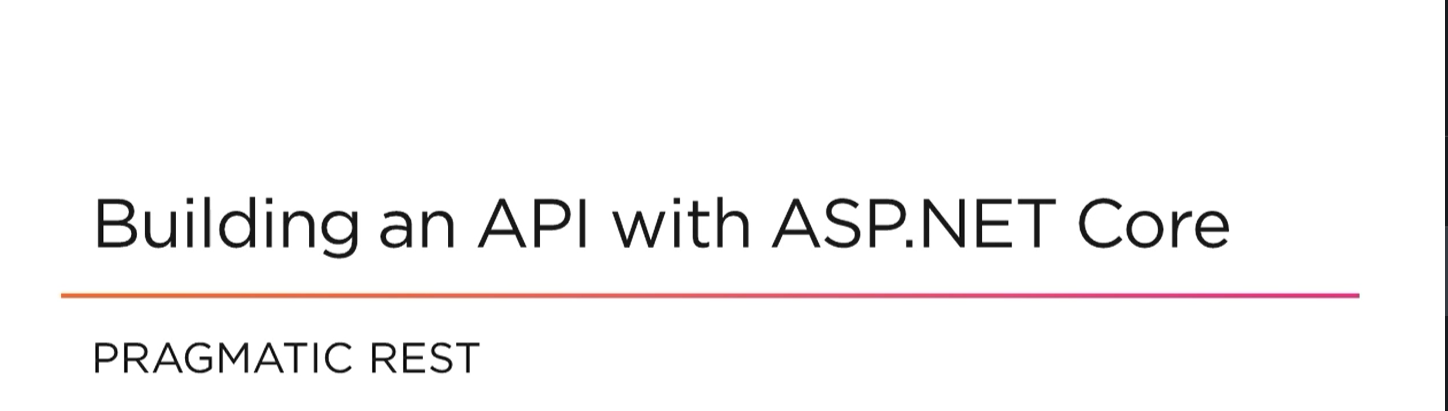 Building an API with ASP.NET Core
PRAGMATIC REST